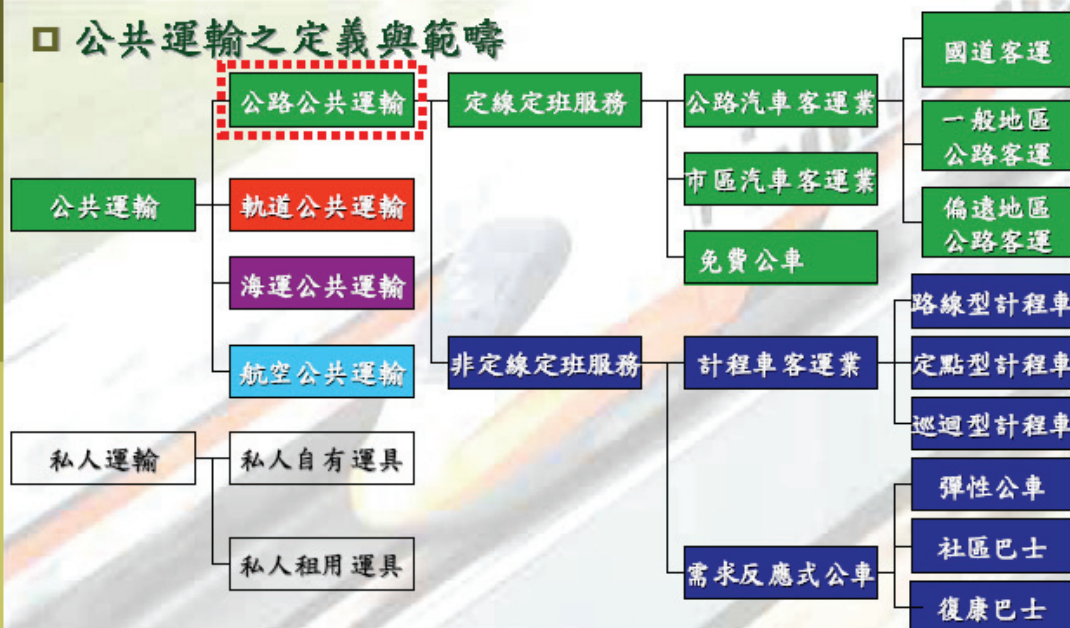 公共運輸之定義與範疇
公共運輸
公路公共運輸
定線定班服務
公路汽車客運業
國道客運
一般地區
公路客運
偏遠地區
公路客運
市區汽車客運業
免費公車
非定線定班服務
計程車客運業
路線型計程車
定點型計程車
巡迴型計程車
需求反應式公車
彈性公車
社區巴士
復康巴士
軌道公共運輸
海運公共運輸
航空公共運輸
私人運輸
私人自有運具
私人租用運具